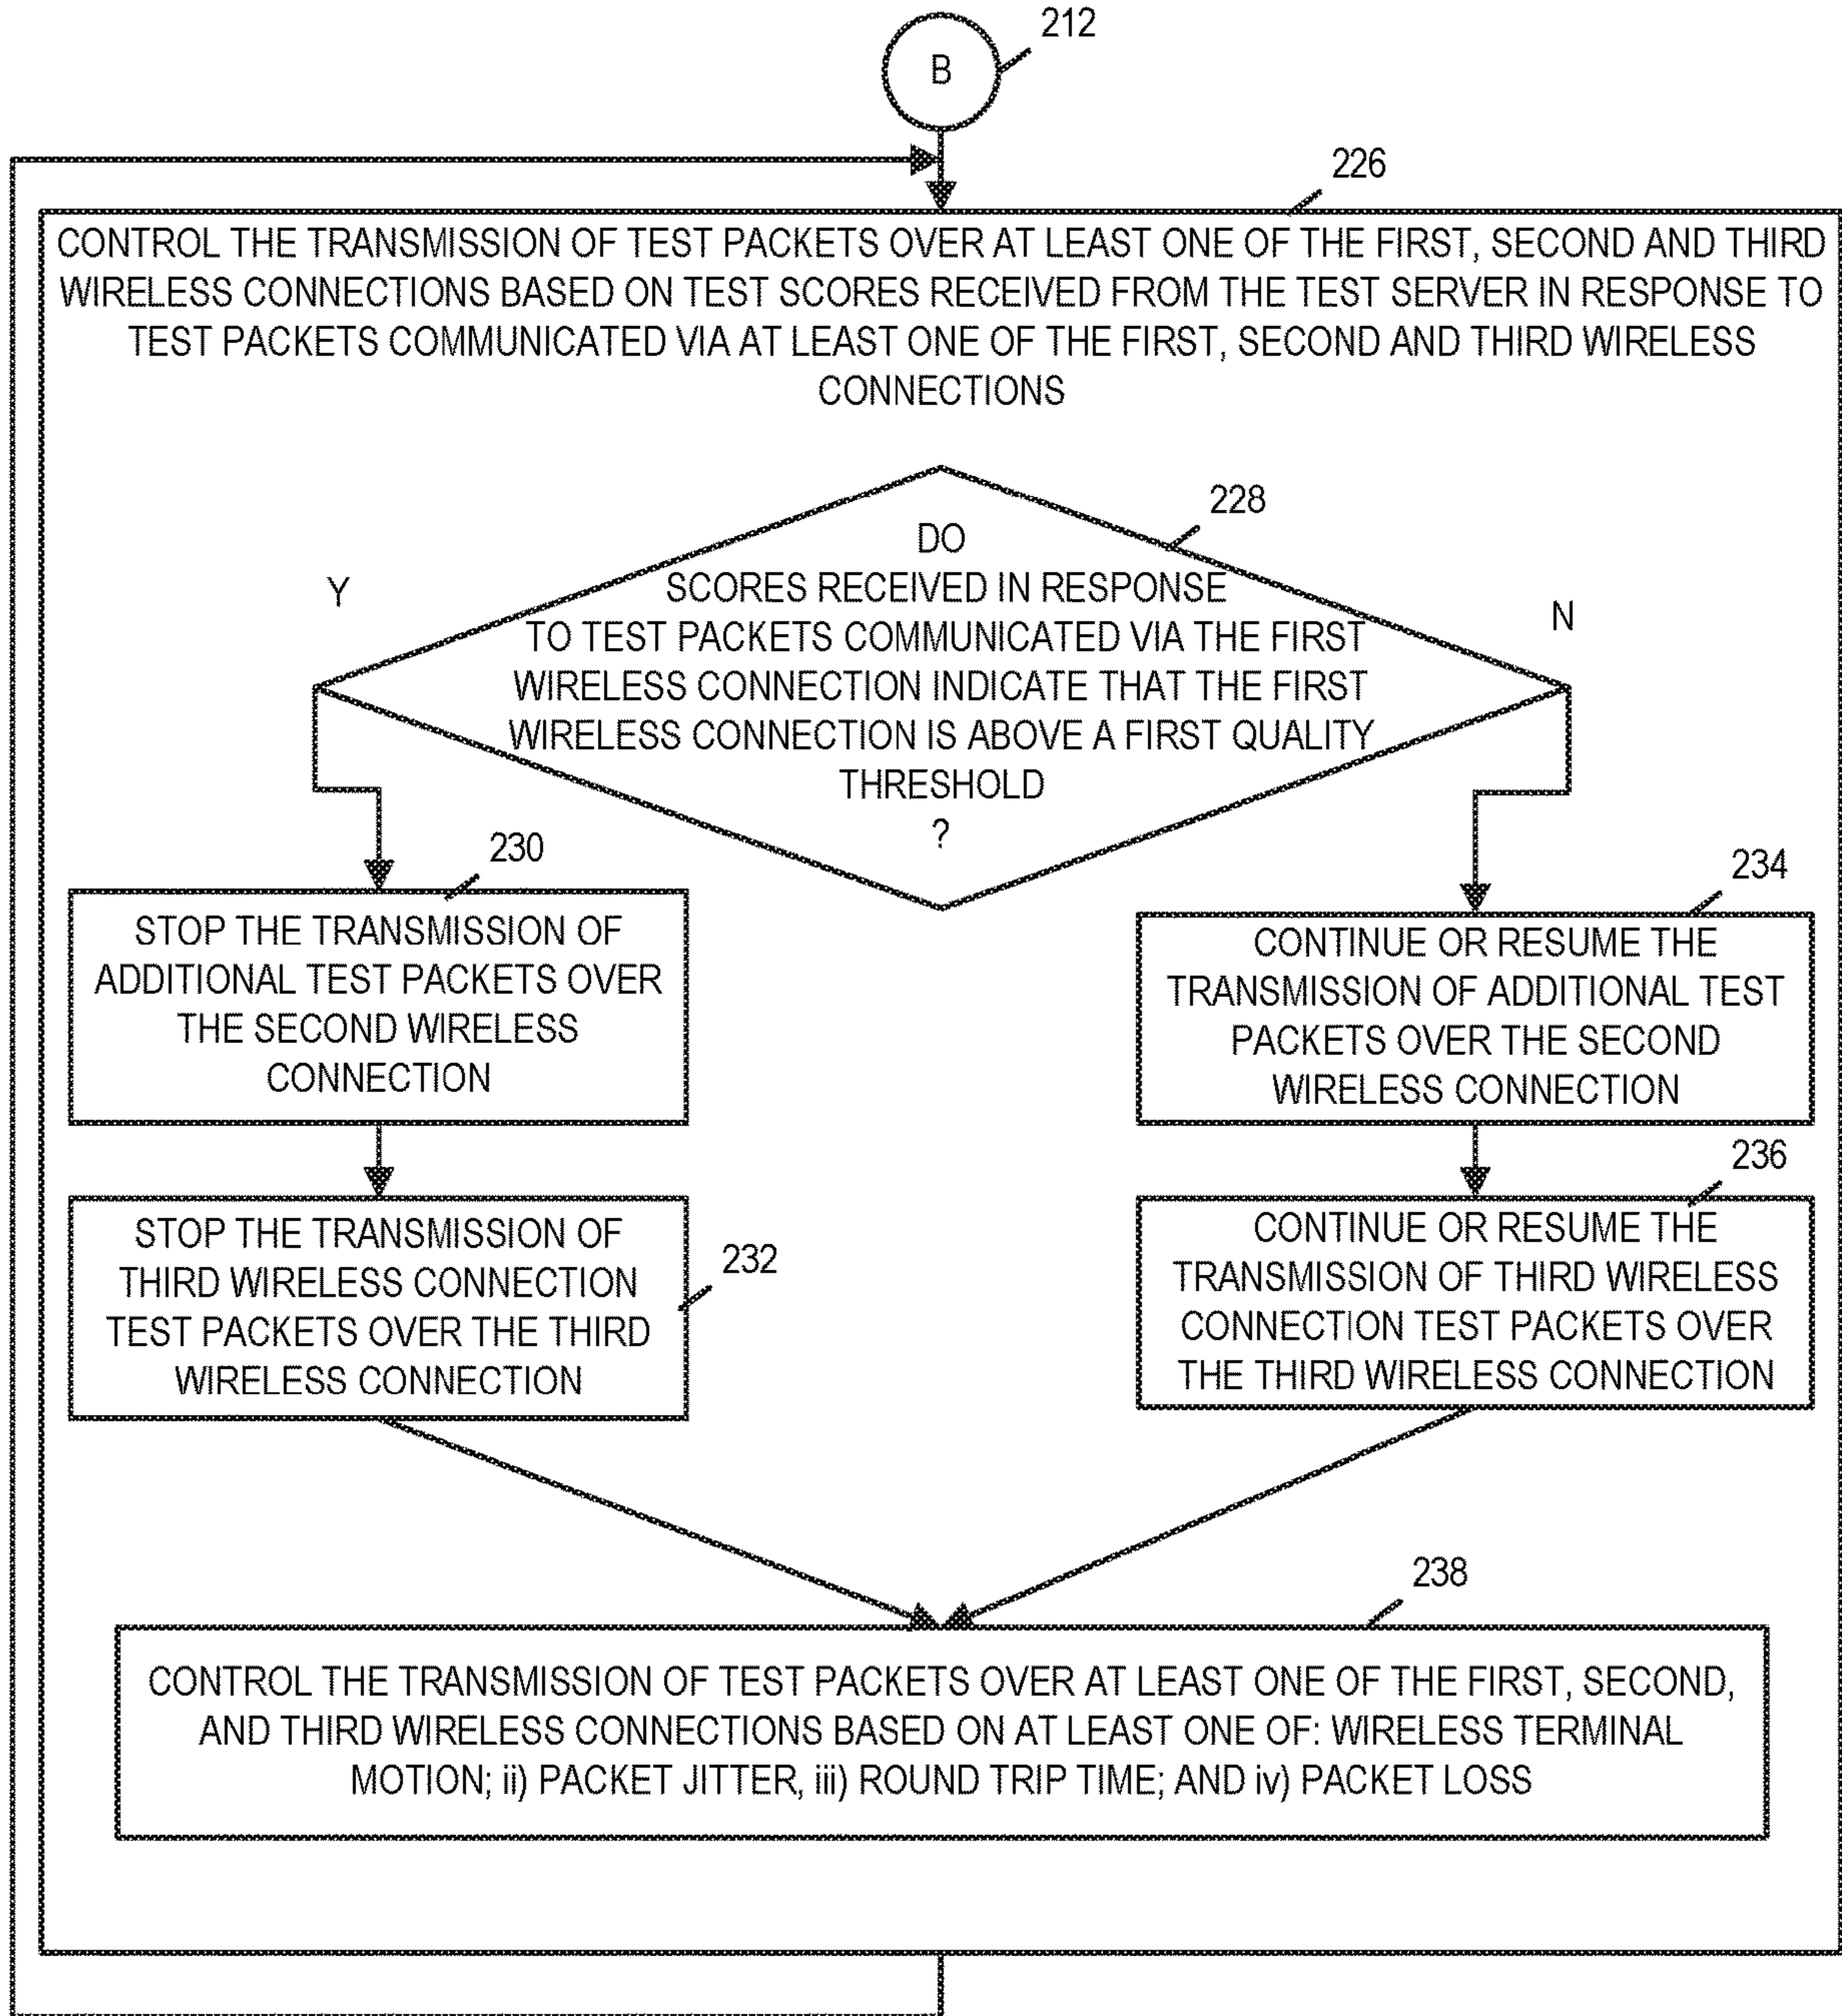 212
B
226
CONTROL THE TRANSMISSION OF TEST PACKETS OVER AT LEAST ONE OF THE FIRST, SECOND AND THIRD
WIRELESS CONNECTIONS BASED ON TEST SCORES RECEIVED FROM THE TEST SERVER IN RESPONSE TO
TEST PACKETS COMMUNICATED VIA AT LEAST ONE OF THE FIRST, SECOND AND THIRD WIRELESS
CONNECTIONS
228
DO
SCORES RECEIVED IN RESPONSE
TO TEST PACKETS COMMUNICATED VIA THE FIRST
WIRELESS CONNECTION INDICATE THAT THE FIRST
WIRELESS CONNECTION IS ABOVE A FIRST QUALITY
THRESHOLD
?
Y
N
230
STOP THE TRANSMISSION OF
ADDITIONAL TEST PACKETS OVER
THE SECOND WIRELESS
CONNECTION
234
CONTINUE OR RESUME THE
TRANSMISSION OF ADDITIONAL TEST
PACKETS OVER THE SECOND
WIRELESS CONNECTION
232
STOP THE TRANSMISSION OF
THIRD WIRELESS CONNECTION
TEST PACKETS OVER THE THIRD
WIRELESS CONNECTION
236
CONTINUE OR RESUME THE
TRANSMISSION OF THIRD WIRELESS
CONNECTION TEST PACKETS OVER
THE THIRD WIRELESS CONNECTION
238
CONTROL THE TRANSMISSION OF TEST PACKETS OVER AT LEAST ONE OF THE FIRST, SECOND,
AND THIRD WIRELESS CONNECTIONS BASED ON AT LEAST ONE OF: WIRELESS TERMINAL
MOTION; ii) PACKET JITTER, iii) ROUND TRIP TIME; AND iv) PACKET LOSS